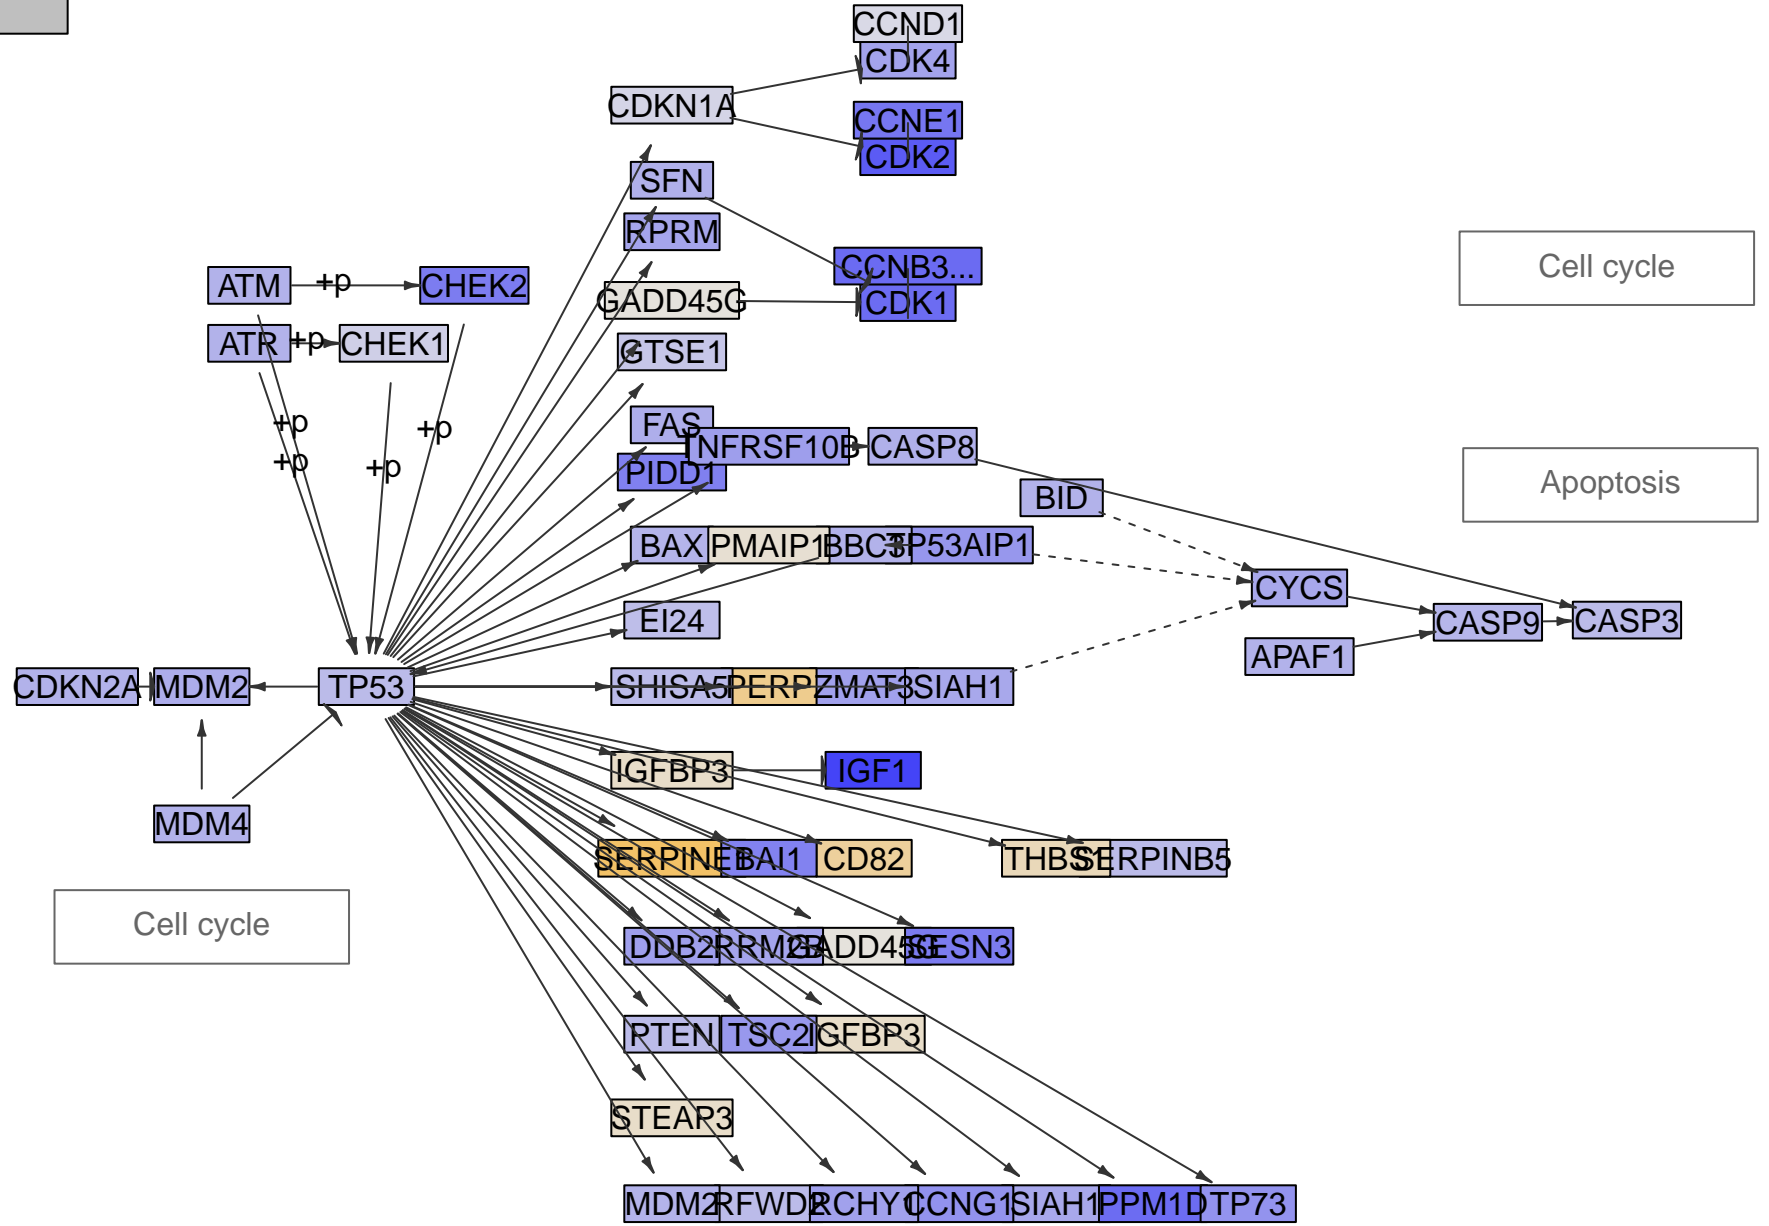 CCND1
CDK4
CDKN1A
CCNE1
CDK2
SFN
RPRM
Cell cycle
CCNB3...
ATM
+p
CHEK2
GADD45G
CDK1
ATR
+p
CHEK1
GTSE1
+p
+p
FAS
TNFRSF10B
CASP8
+p
+p
PIDD1
Apoptosis
BID
BAX
PMAIP1
BBC3
TP53AIP1
CYCS
EI24
CASP9
CASP3
APAF1
CDKN2A
MDM2
TP53
SHISA5
PERP
ZMAT3
SIAH1
IGFBP3
IGF1
MDM4
SERPINE1
BAI1
CD82
THBS1
SERPINB5
Cell cycle
DDB2
RRM2B
GADD45G
SESN3
PTEN
TSC2
IGFBP3
STEAP3
MDM2
RFWD2
RCHY1
CCNG1
SIAH1
PPM1D
TP73